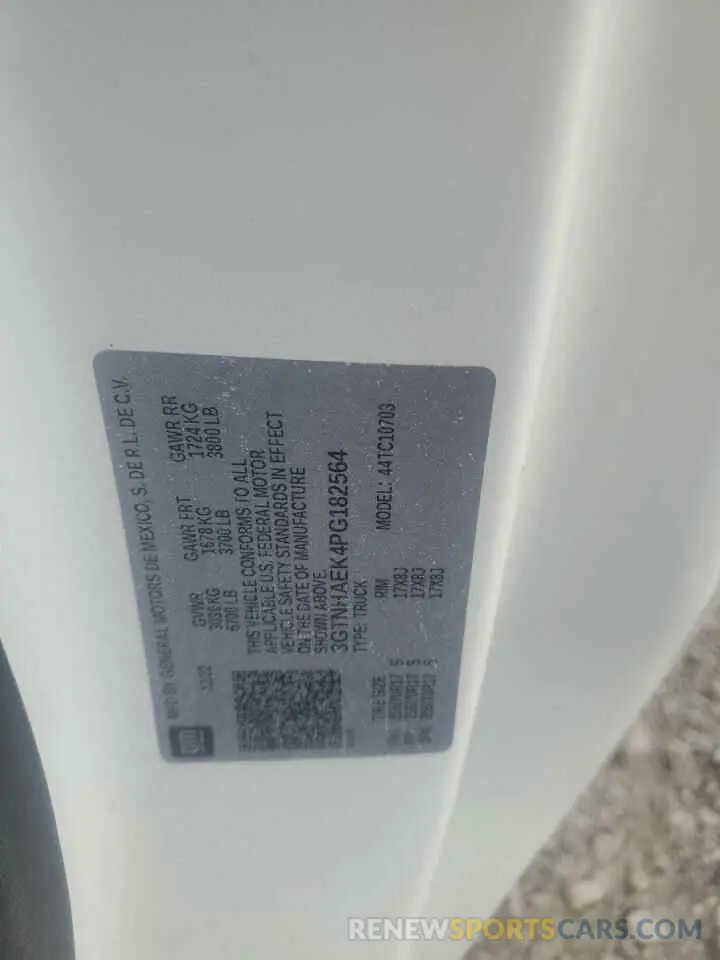 MFD BY GENERAL MOTORS DE MEXICO, S. DE R.L. DE C.V.
GVWR GAWR FRT GAWR RR
KG 1678 KG 1724 KG
LB 3700 LB 3800 LB
THIS VEHICLE CONFORMS TO ALL
APPLICABLE U.S. FEDERAL MOTOR
VEHICLE SAFETY STANDARDS IN EFFECT
ON THE DATE OF MANUFACTURE
SHOWN ABOVE.
3GTNHAEK4PG182564
TYPE: TRUCK MODEL: 44TC10703
TIRE SIZE RIM
17X8J
17X8J
17X8J
RENEWSPORTSCARS.COM